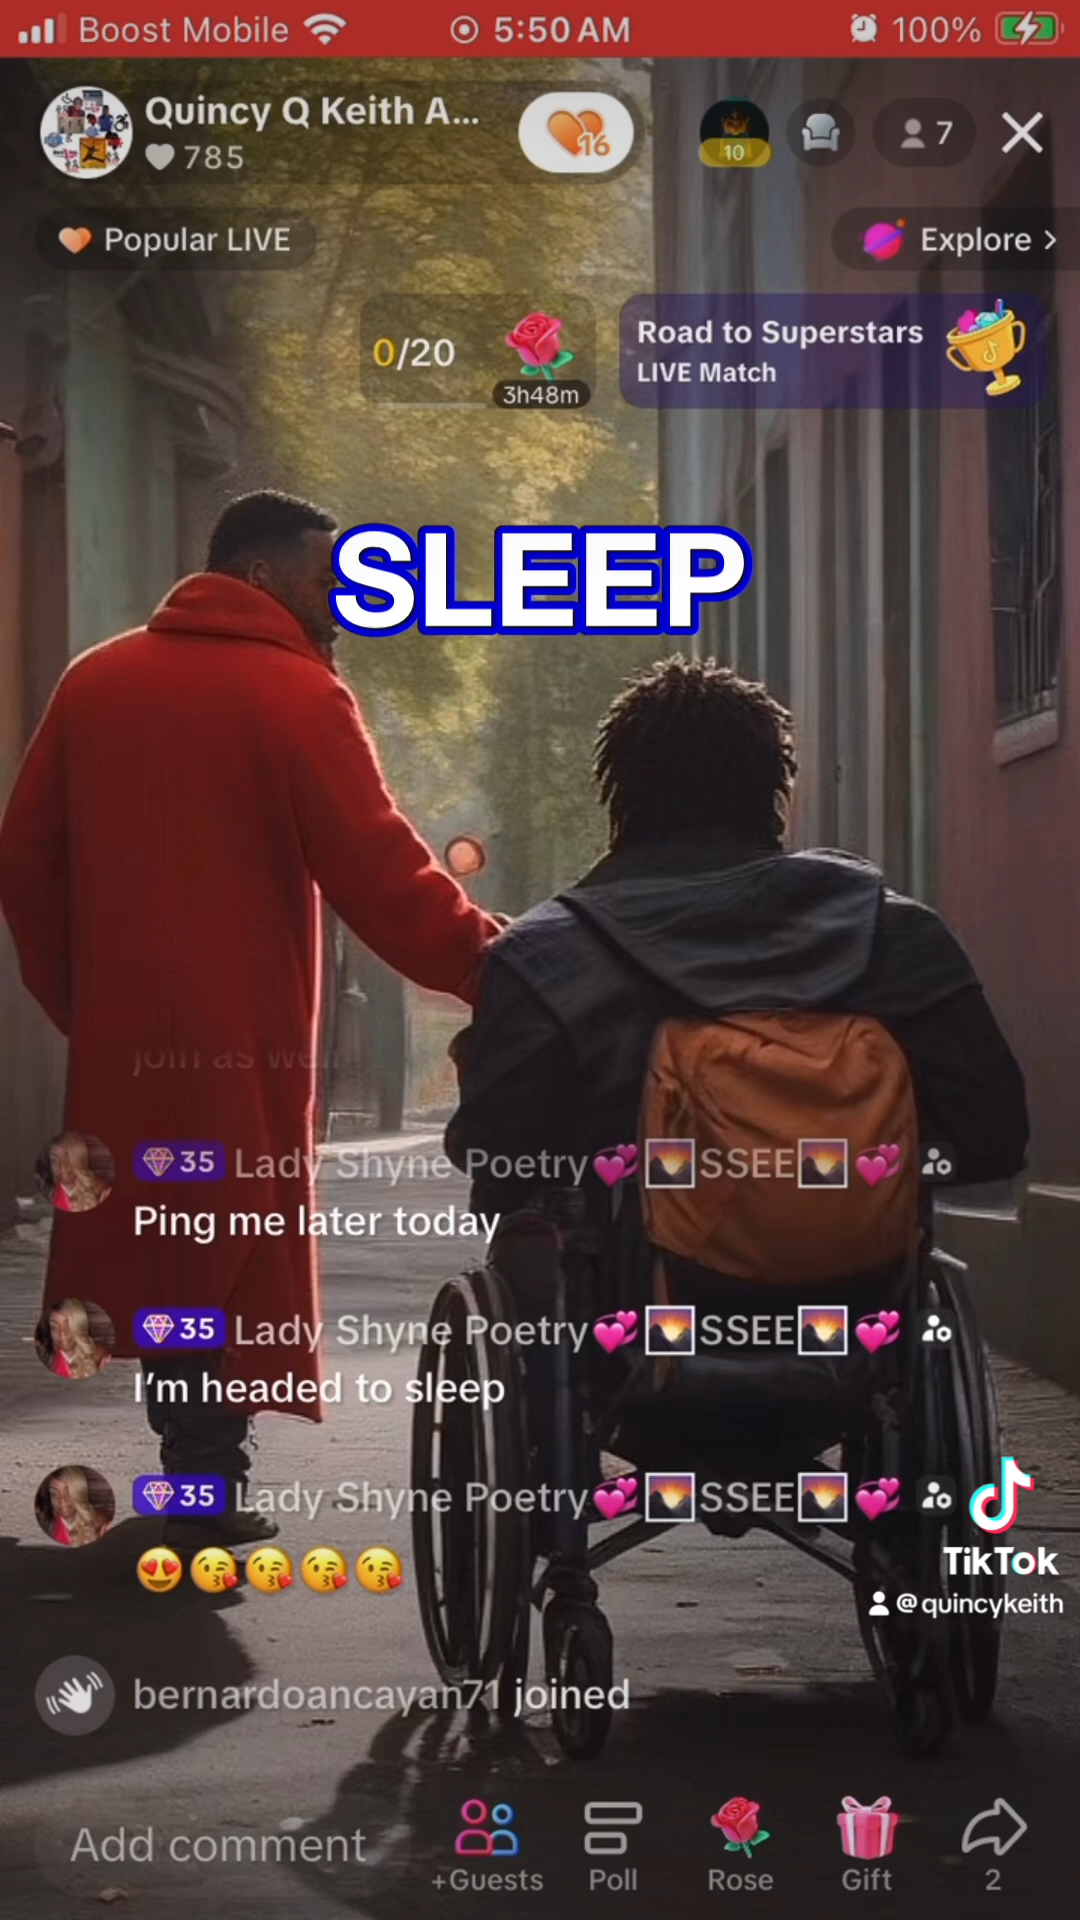 Boost Mobile
5:50 AM
100%
Quincy Q Keith A...
785
16
10
7
Popular LIVE
Explore >
0/20
3h48m
Road to Superstars
LIVE Match
SLEEP
join as well
35 Lady Shyne Poetry💞🌄SSEE🌄💞
Ping me later today
35 Lady Shyne Poetry💞🌄SSEE🌄💞
I'm headed to sleep
35 Lady Shyne Poetry💞🌄SSEE🌄💞
😍😘😘😘😘
TikTok
@quincykeith
bernardoancayan71 joined
Add comment
+Guests
Poll
Rose
Gift
2